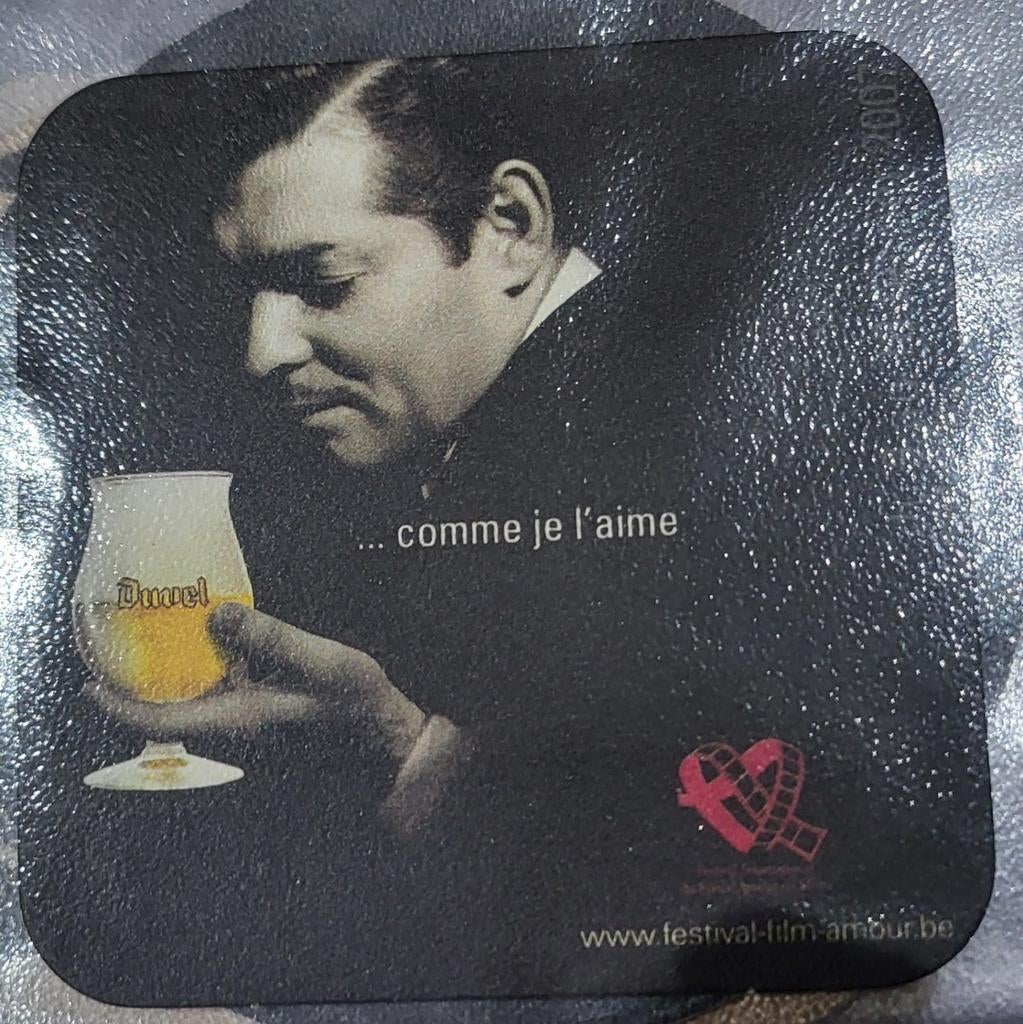 2007
Duvel
... comme je l'aime
www.festival-film-amour.be